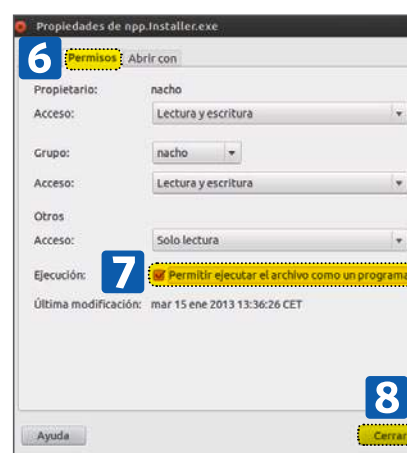 Propiedades de npp.Installer.exe
6 Permisos Abrir con
Propietario: nacho
Acceso: Lectura y escritura
Grupo: nacho
Acceso: Lectura y escritura
Otros
Acceso: Solo lectura
Ejecución: 7 Permitir ejecutar el archivo como un programa
Última modificación: mar 15 ene 2013 13:36:26 CET
8
Ayuda Cerrar